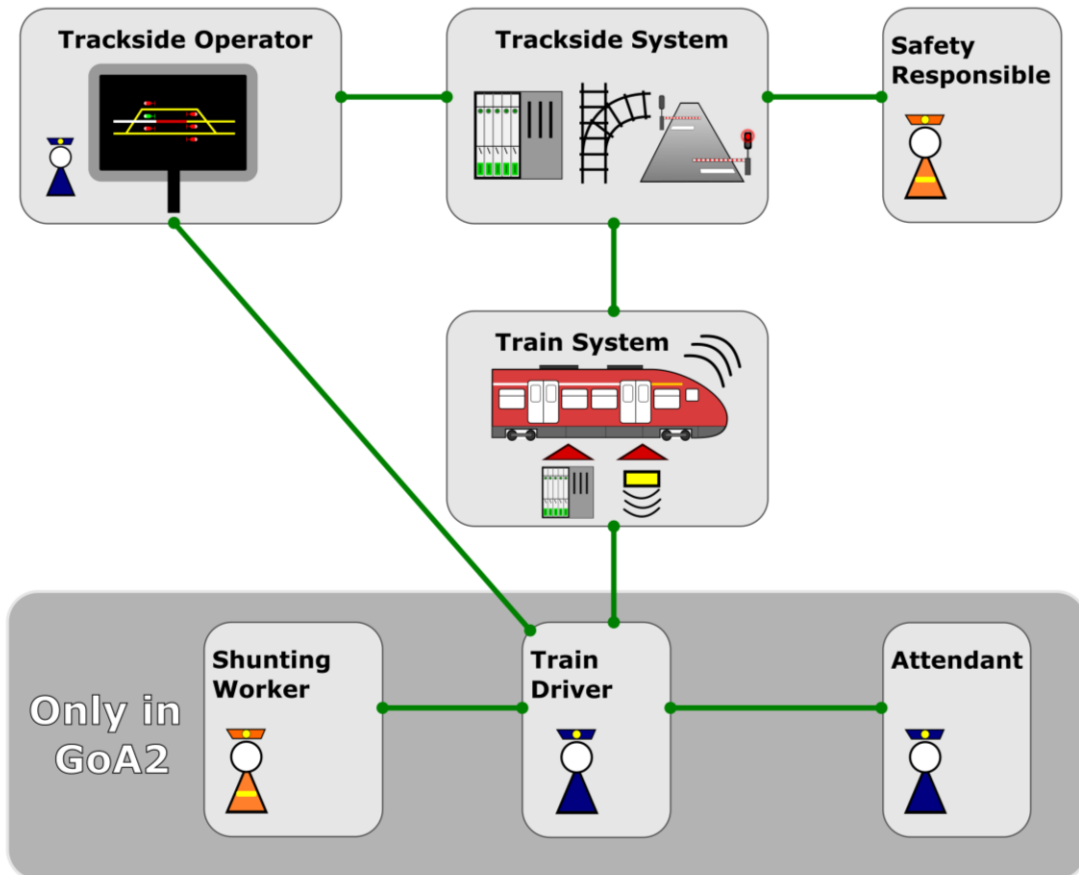 Trackside Operator
Trackside System
Safety
Responsible
Train System
Only in
GoA2
Shunting
Worker
Train
Driver
Attendant